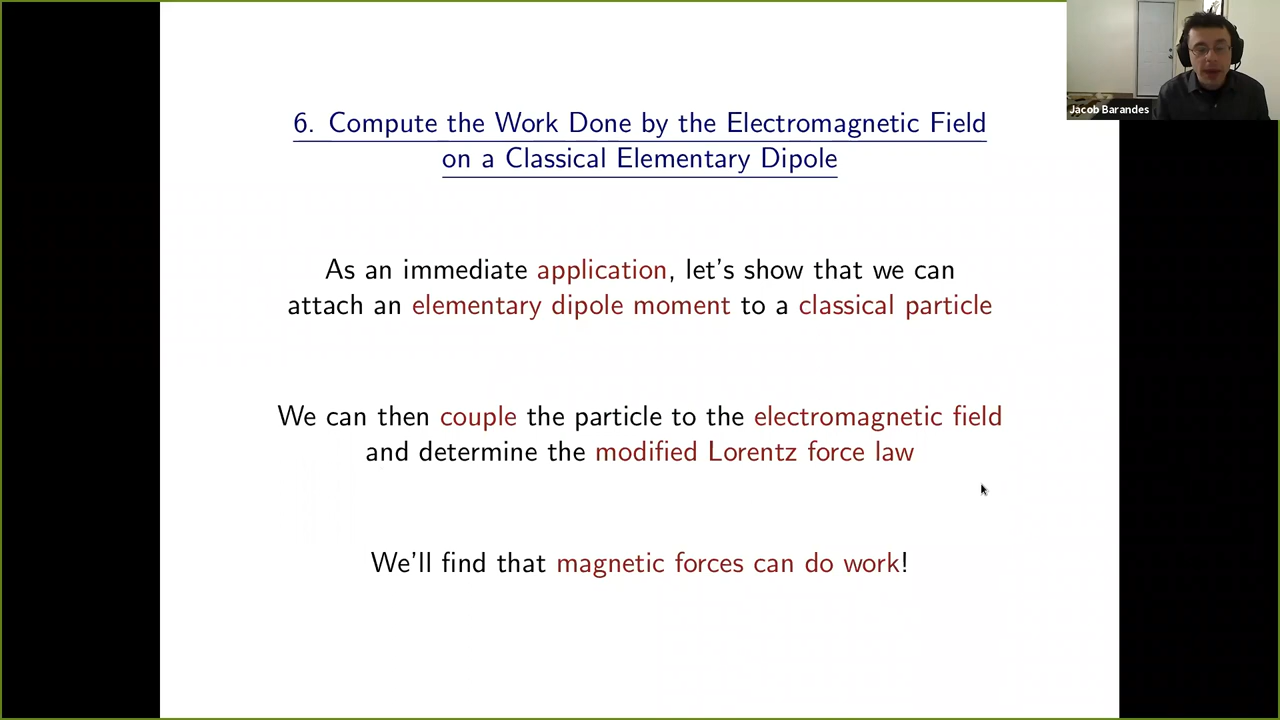 6. Compute the Work Done by the Electromagnetic Field
on a Classical Elementary Dipole
As an immediate application, let's show that we can
attach an elementary dipole moment to a classical particle
We can then couple the particle to the electromagnetic field
and determine the modified Lorentz force law
We'll find that magnetic forces can do work!
Jacob Barandes